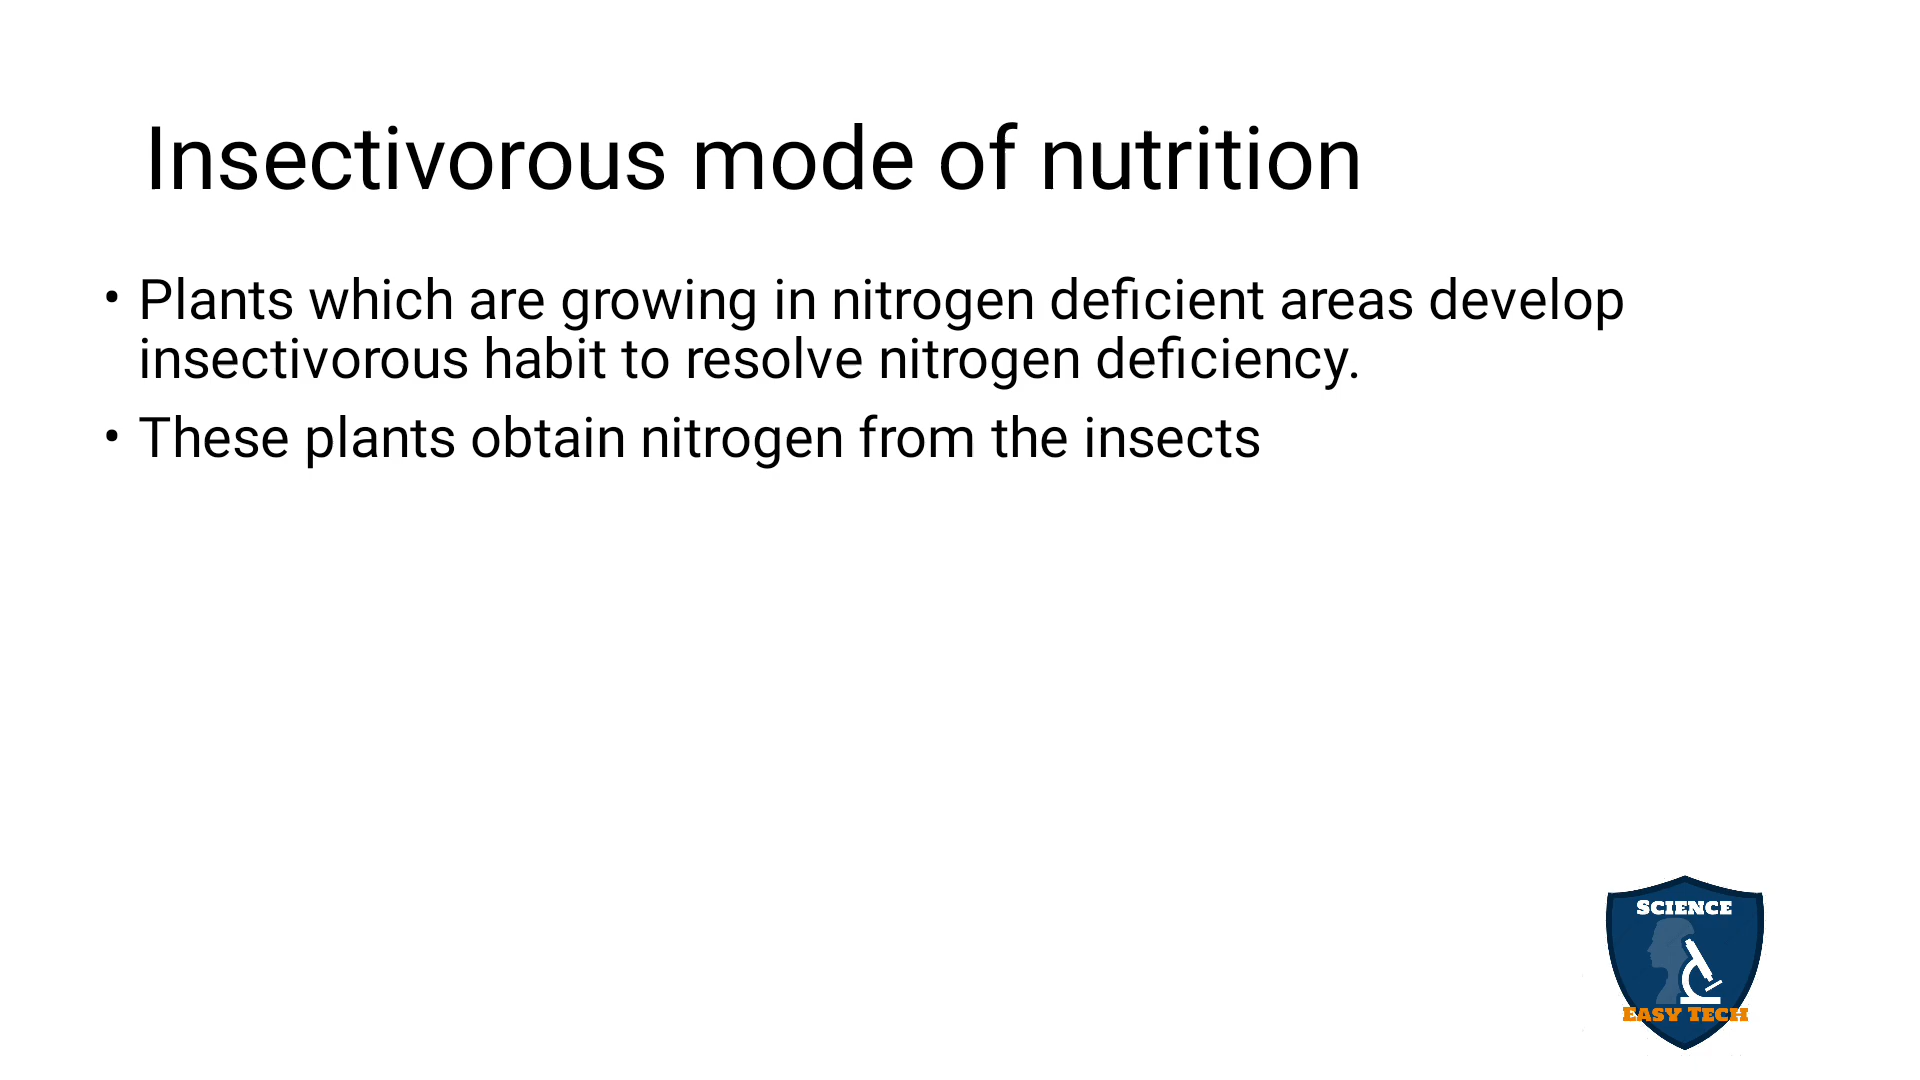 Insectivorous mode of nutrition
• Plants which are growing in nitrogen deficient areas develop
insectivorous habit to resolve nitrogen deficiency.
• These plants obtain nitrogen from the insects
SCIENCE
EASY TECH